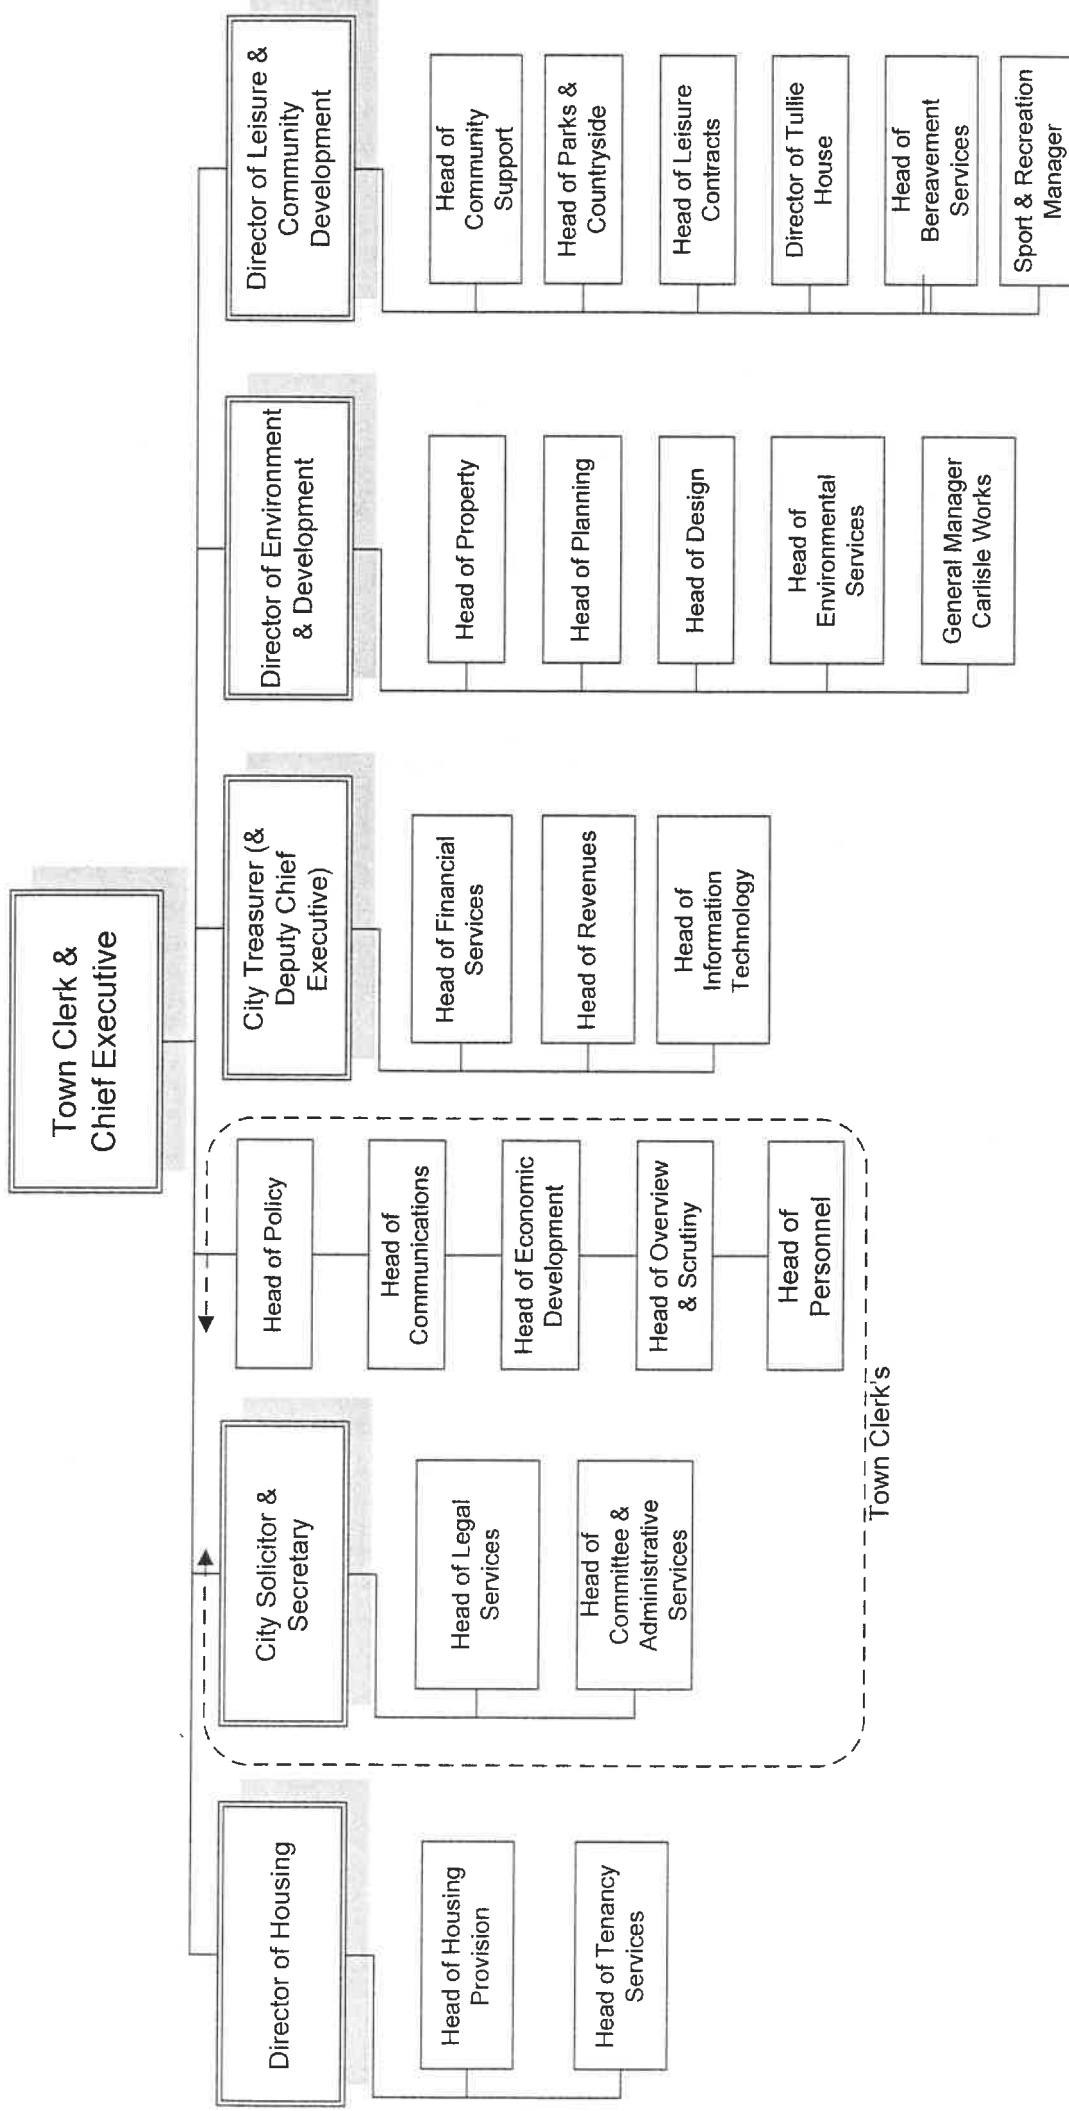 Town Clerk &
Chief Executive
Director of Housing
Head of Housing
Provision
Head of Tenancy
Services
City Solicitor &
Secretary
Head of Legal
Services
Head of
Committee &
Administrative
Services
Head of Policy
Head of
Communications
Head of Economic
Development
Head of Overview
& Scrutiny
Head of
Personnel
Town Clerk's
City Treasurer (&
Deputy Chief
Executive)
Head of Financial
Services
Head of Revenues
Head of
Information
Technology
Director of Environment
& Development
Head of Property
Head of Planning
Head of Design
Head of
Environmental
Services
General Manager
Carlisle Works
Director of Leisure &
Community
Development
Head of
Community
Support
Head of Parks &
Countryside
Head of Leisure
Contracts
Director of Tullie
House
Head of
Bereavement
Services
Sport & Recreation
Manager